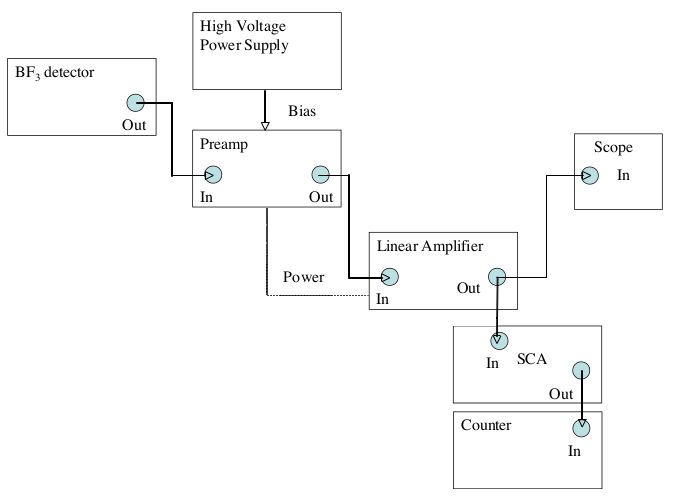 High Voltage
Power Supply
BF₃ detector
Out
Bias
Preamp
In
Out
Scope
In
Linear Amplifier
Out
In
Power
In
SCA
Out
Counter
In